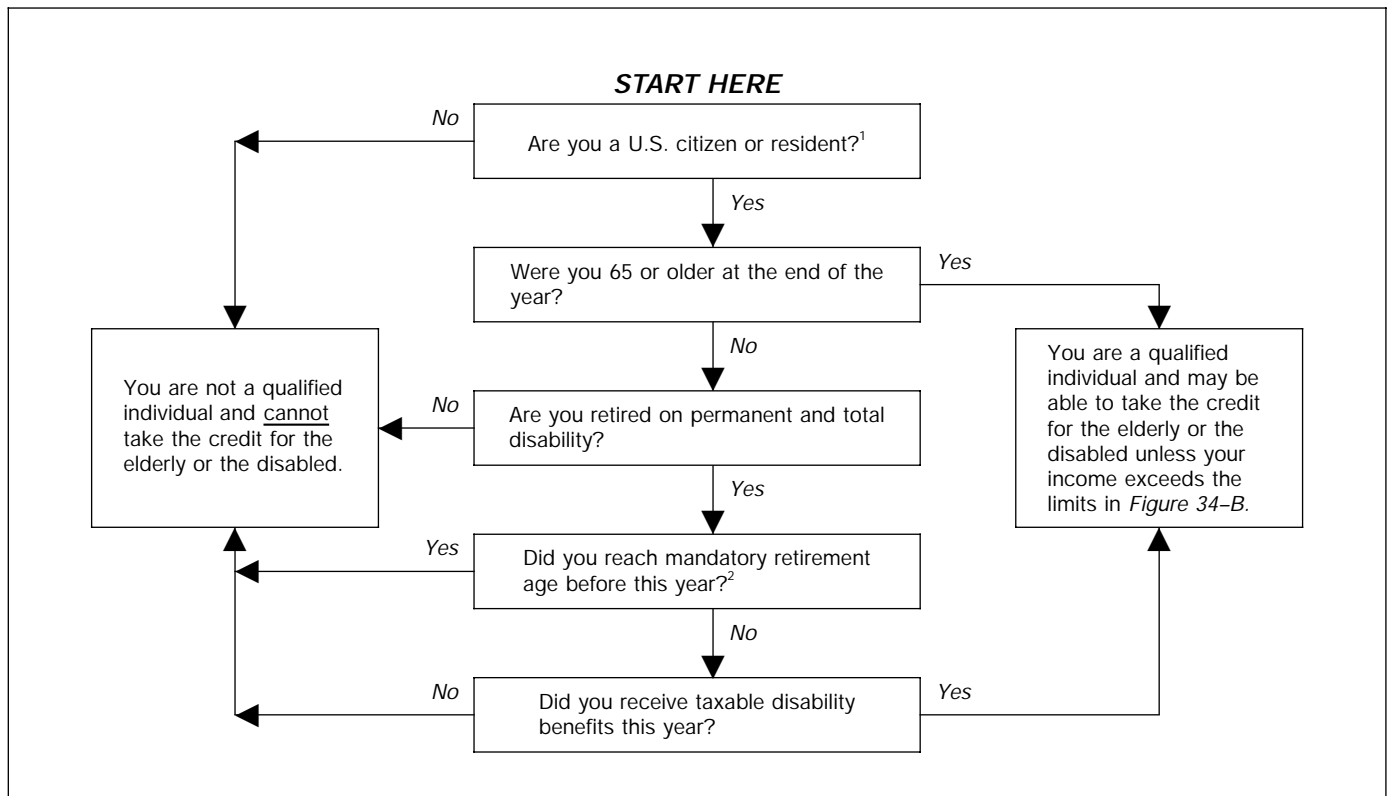 START HERE
No
Are you a U.S. citizen or resident?1
Yes
Were you 65 or older at the end of the
year?
Yes
No
You are not a qualified
individual and cannot
take the credit for the
elderly or the disabled.
No
Are you retired on permanent and total
disability?
You are a qualified
individual and may be
able to take the credit
for the elderly or the
disabled unless your
income exceeds the
limits in Figure 34–B.
Yes
Yes
Did you reach mandatory retirement
age before this year?2
No
No
Did you receive taxable disability
benefits this year?
Yes